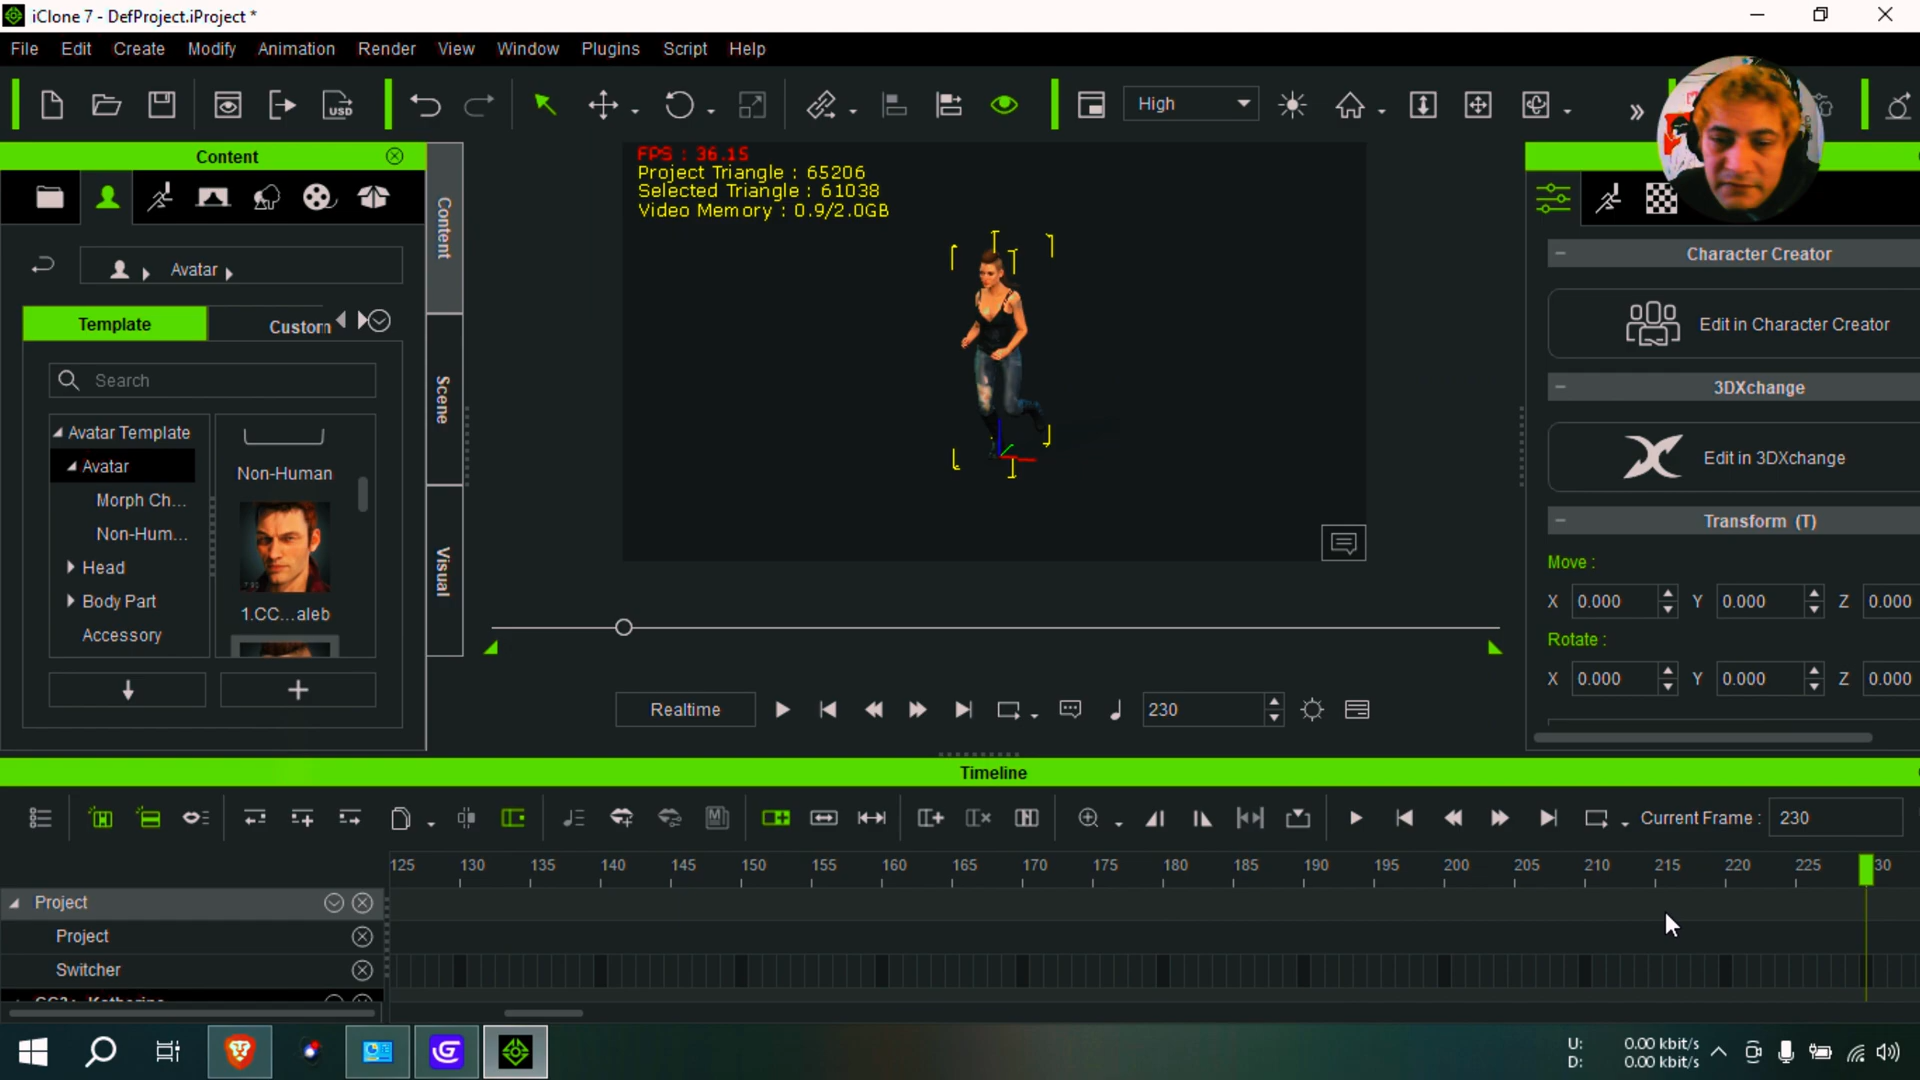 iClone 7 - DefProject.iProject *
File Edit Create Modify Animation Render View Window Plugins Script Help
USD
High
Content
FPS : 36.15
Project Triangle : 65206
Selected Triangle : 61038
Video Memory : 0.9/2.0GB
Avatar
Template
Custom
Search
Avatar Template
Avatar
Morph Ch...
Non-Hum...
Head
Body Part
Accessory
Non-Human
1.CC...aleb
Content
Scene
Visual
Character Creator
Edit in Character Creator
3DXchange
Edit in 3DXchange
Transform (T)
Move :
X 0.000 Y 0.000 Z 0.000
Rotate :
X 0.000 Y 0.000 Z 0.000
Realtime
230
Timeline
M
Current Frame : 230
125 130 135 140 145 150 155 160 165 170 175 180 185 190 195 200 205 210 215 220 225 30
Project
Project
Switcher
U: 0.00 kbit/s
D: 0.00 kbit/s